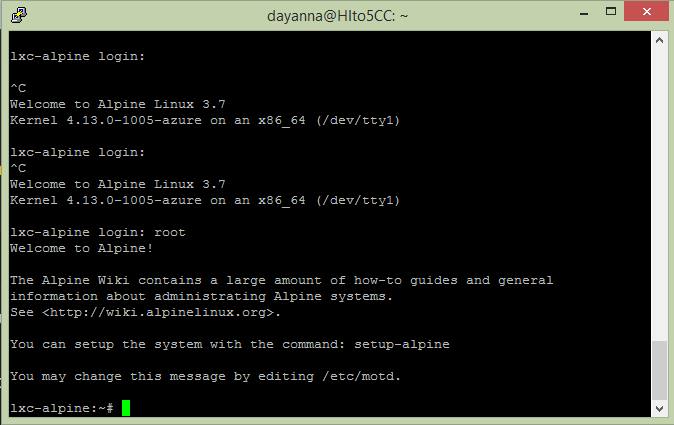 dayanna@HIto5CC: ~
lxc-alpine login:
^C
Welcome to Alpine Linux 3.7
Kernel 4.13.0-1005-azure on an x86_64 (/dev/tty1)
lxc-alpine login:
^C
Welcome to Alpine Linux 3.7
Kernel 4.13.0-1005-azure on an x86_64 (/dev/tty1)
lxc-alpine login: root
Welcome to Alpine!
The Alpine Wiki contains a large amount of how-to guides and general
information about administrating Alpine systems.
See <http://wiki.alpinelinux.org>.
You can setup the system with the command: setup-alpine
You may change this message by editing /etc/motd.
lxc-alpine:~#